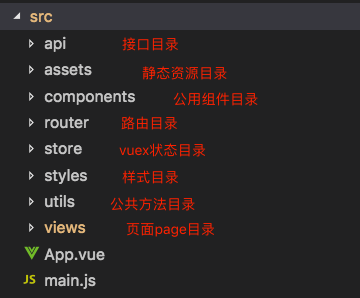 src
api 接口目录
assets 静态资源目录
components 公用组件目录
router 路由目录
store vuex状态目录
styles 样式目录
utils 公共方法目录
views 页面page目录
App.vue
JS main.js